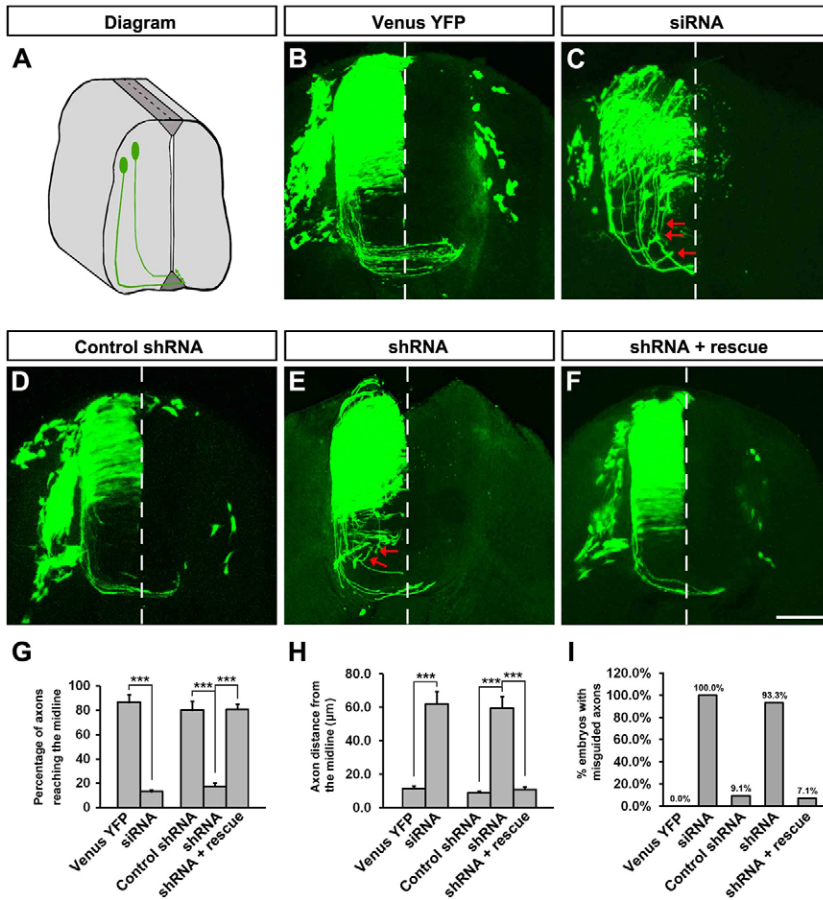 Diagram
Venus YFP
siRNA
A
B
C
Control shRNA
shRNA
shRNA + rescue
D
E
F
G
Percentage of axons
reaching the midline
100
80
60
40
20
0
***
***
***
Venus YFP
siRNA
Control shRNA
shRNA
shRNA + rescue
H
Axon distance from
the midline (µm)
80.0
60.0
40.0
20.0
0.0
***
***
***
Venus YFP
siRNA
Control shRNA
shRNA
shRNA + rescue
I
% embryos with
misguided axons
120.0%
100.0%
80.0%
60.0%
40.0%
20.0%
0.0%
0.0%
100.0%
9.1%
93.3%
7.1%
Venus YFP
siRNA
Control shRNA
shRNA
shRNA + rescue